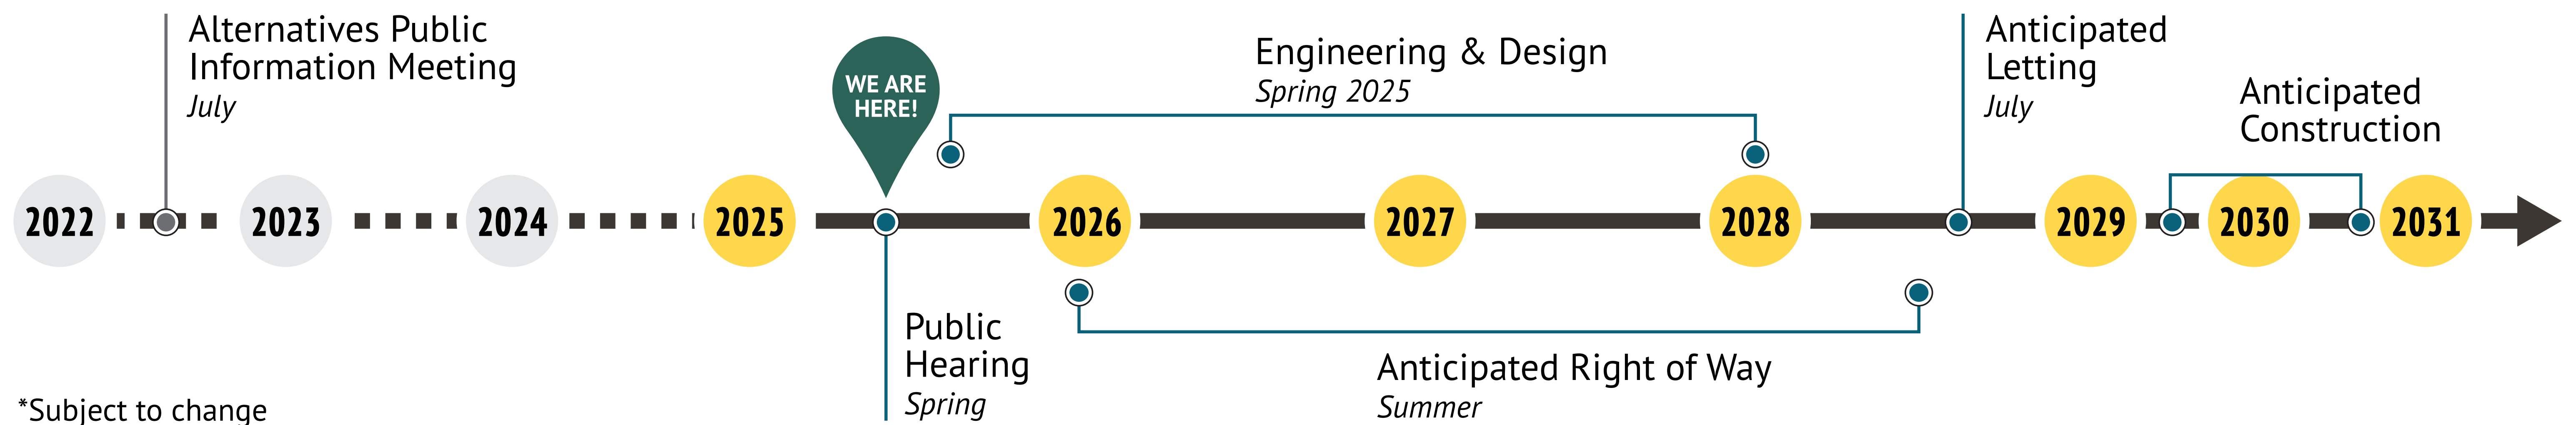 Alternatives Public
Information Meeting
July
WE ARE
HERE!
Engineering & Design
Spring 2025
Anticipated
Letting
July
Anticipated
Construction
2022
2023
2024
2025
2026
2027
2028
2029
2030
2031
Public
Hearing
Spring
Anticipated Right of Way
Summer
*Subject to change